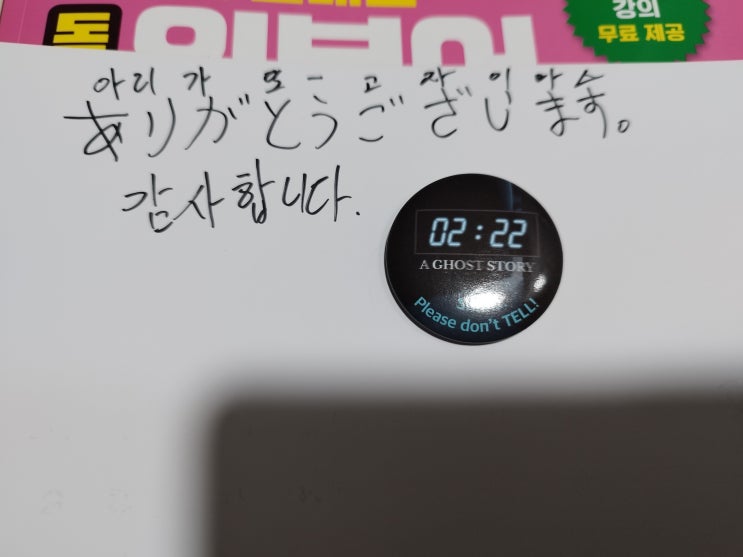 강의
무료 제공
아리 가 또 - 고 자 이 마 스
ありがとうございます。
감사합니다.
02:22
A GHOST STORY
Please don't TELL!